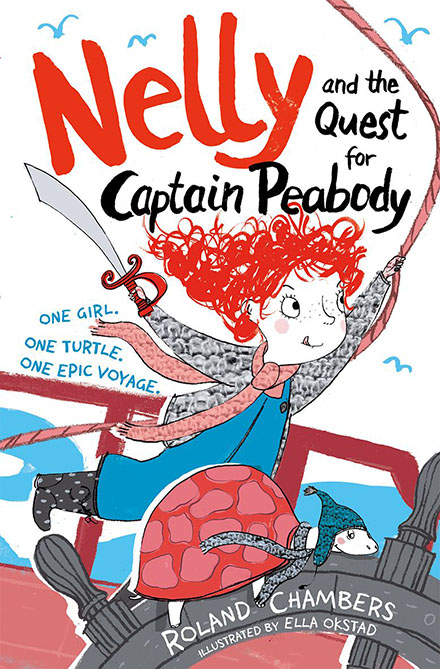 Nelly
and the
Quest
for
Captain Peabody
ONE GIRL.
ONE TURTLE.
ONE EPIC VOYAGE.
ROLAND CHAMBERS
ILLUSTRATED BY ELLA OKSTAD